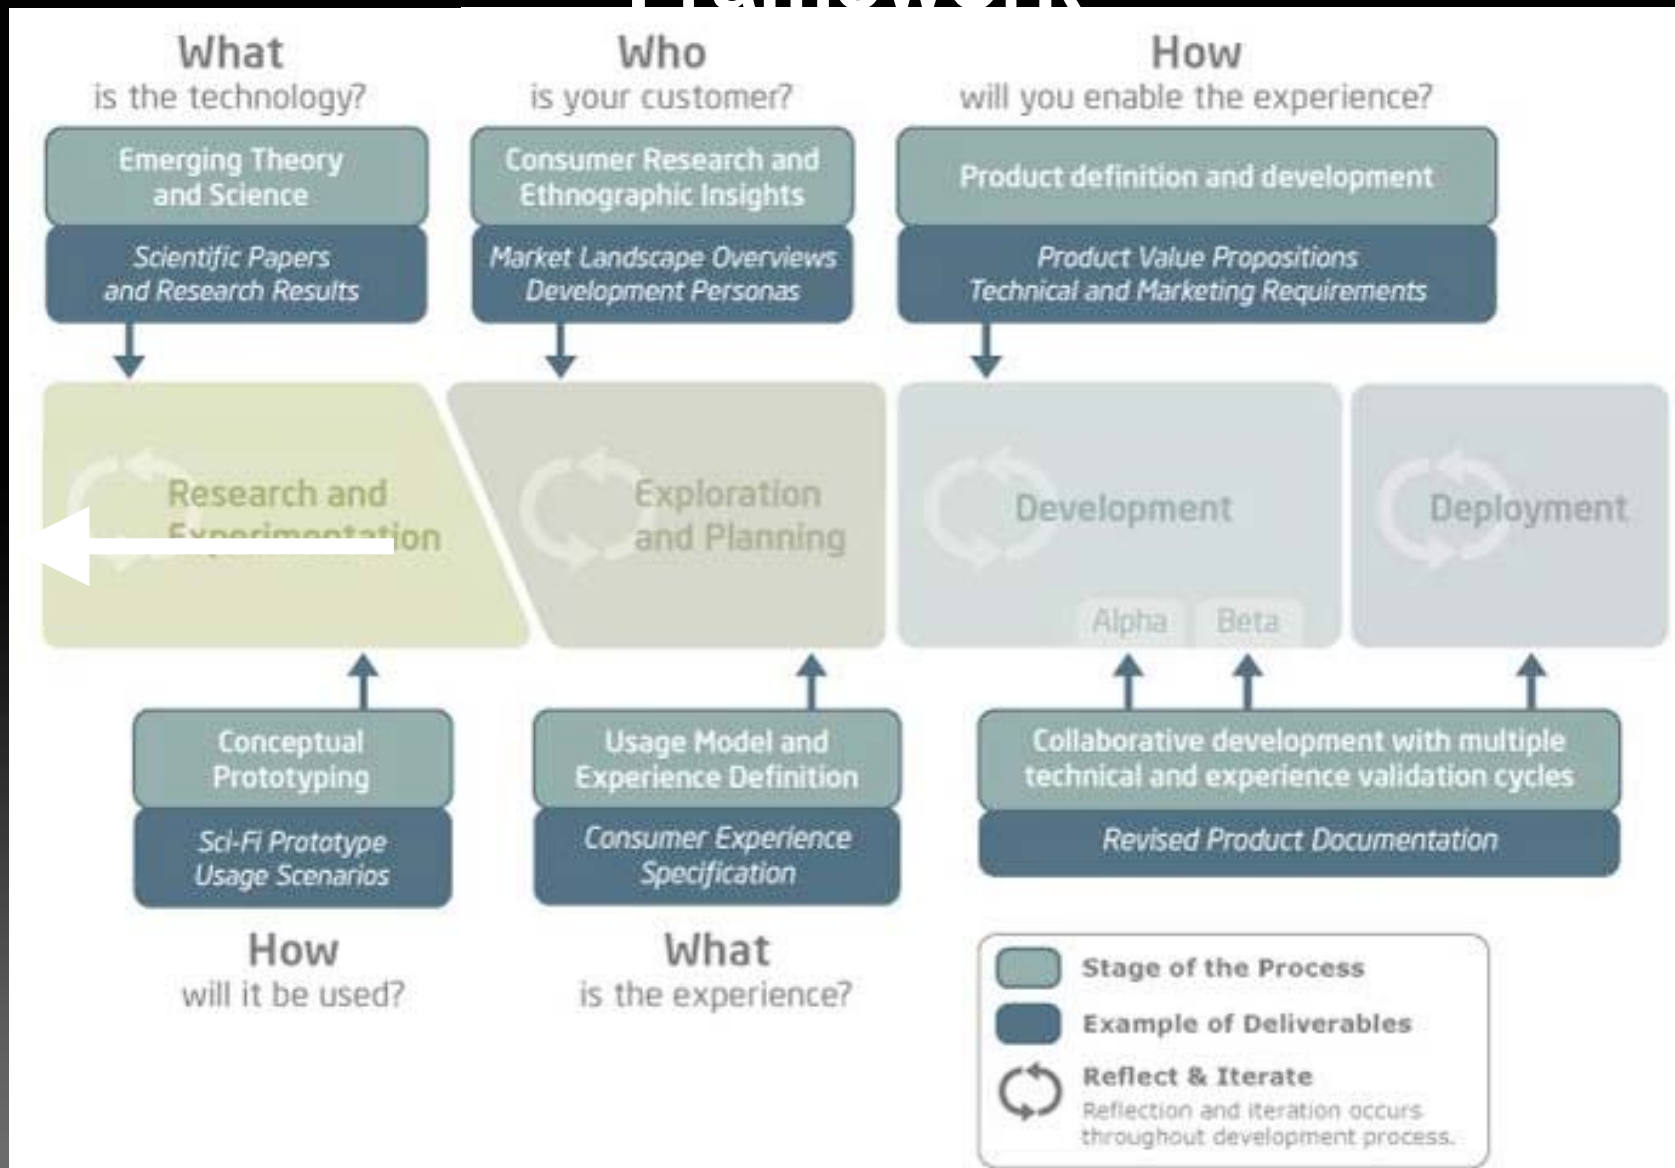 Framework
What
is the technology?
Who
is your customer?
How
will you enable the experience?
Emerging Theory
and Science
Scientific Papers
and Research Results
Consumer Research and
Ethnographic Insights
Market Landscape Overviews
Development Personas
Product definition and development
Product Value Propositions
Technical and Marketing Requirements
Research and
Experimentation
Exploration
and Planning
Development
Alpha
Beta
Deployment
Conceptual
Prototyping
Sci-Fi Prototype
Usage Scenarios
How
will it be used?
Usage Model and
Experience Definition
Consumer Experience
Specification
What
is the experience?
Collaborative development with multiple
technical and experience validation cycles
Revised Product Documentation
Stage of the Process
Example of Deliverables
Reflect & Iterate
Reflection and iteration occurs
throughout development process.